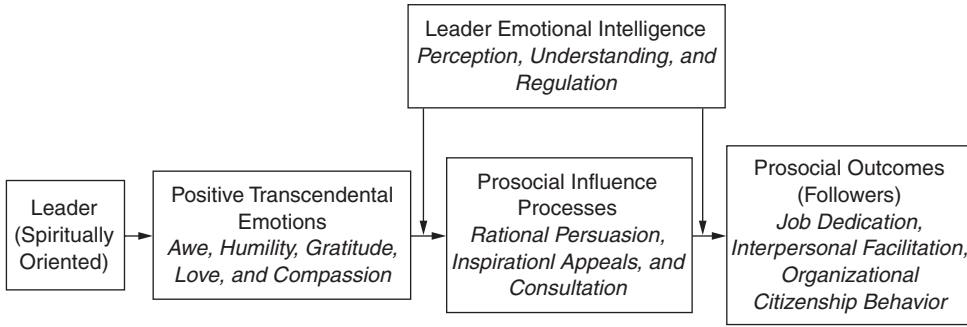 Leader Emotional Intelligence
Perception, Understanding, and
Regulation
Leader
(Spiritually
Oriented)
Positive Transcendental
Emotions
Awe, Humility, Gratitude,
Love, and Compassion
Prosocial Influence
Processes
Rational Persuasion,
Inspirationl Appeals, and
Consultation
Prosocial Outcomes
(Followers)
Job Dedication,
Interpersonal Facilitation,
Organizational
Citizenship Behavior